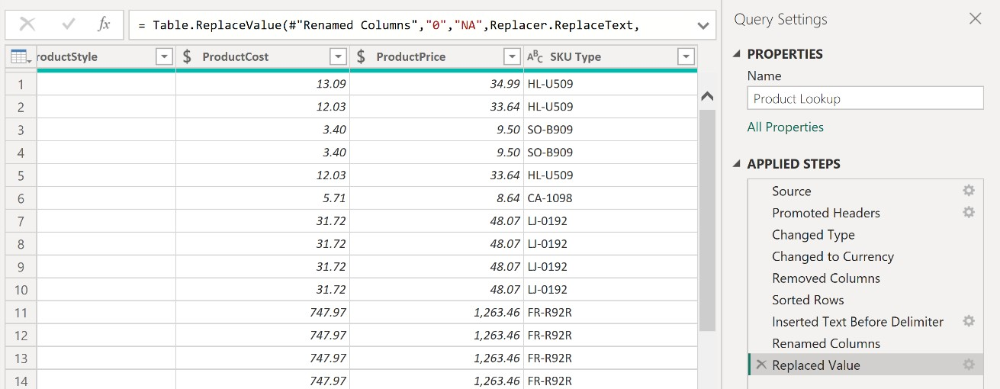 fx = Table.ReplaceValue(#"Renamed Columns","0","NA",Replacer.ReplaceText,
roductStyle $ ProductCost $ ProductPrice ABC SKU Type
1 13.09 34.99 HL-U509
2 12.03 33.64 HL-U509
3 3.40 9.50 SO-B909
4 3.40 9.50 SO-B909
5 12.03 33.64 HL-U509
6 5.71 8.64 CA-1098
7 31.72 48.07 LJ-0192
8 31.72 48.07 LJ-0192
9 31.72 48.07 LJ-0192
10 31.72 48.07 LJ-0192
11 747.97 1,263.46 FR-R92R
12 747.97 1,263.46 FR-R92R
13 747.97 1,263.46 FR-R92R
14 747.97 1,263.46 FR-R92R
Query Settings
PROPERTIES
Name
Product Lookup
All Properties
APPLIED STEPS
Source
Promoted Headers
Changed Type
Changed to Currency
Removed Columns
Sorted Rows
Inserted Text Before Delimiter
Renamed Columns
Replaced Value